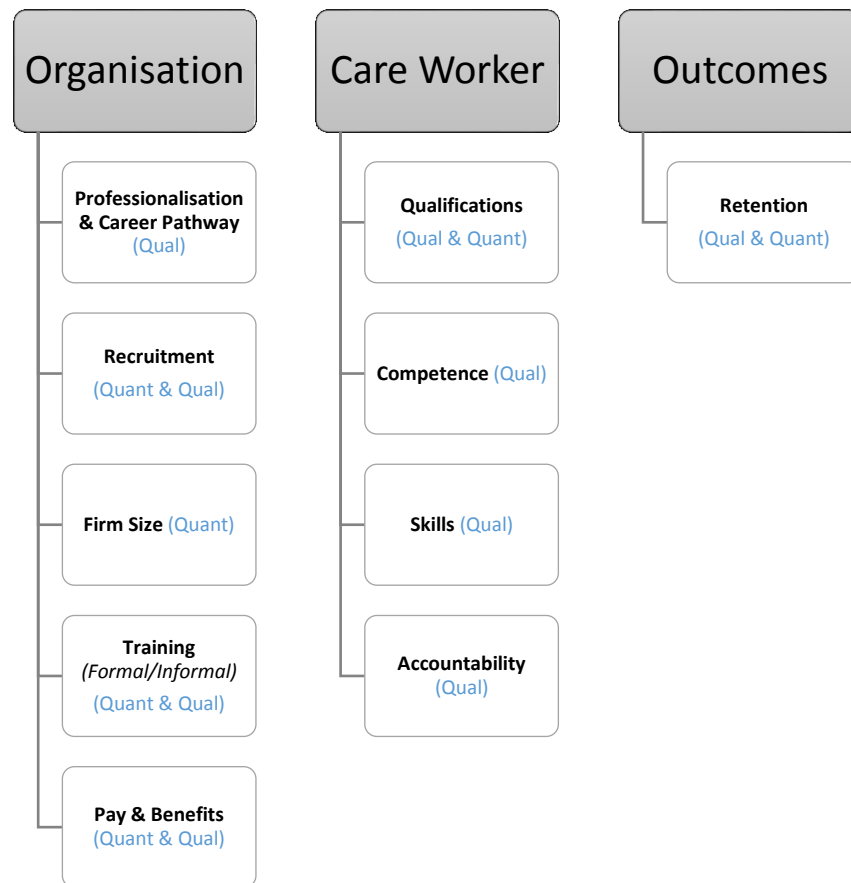 Organisation
Professionalisation
& Career Pathway
(Qual)
Recruitment
(Quant & Qual)
Firm Size (Quant)
Training
(Formal/Informal)
(Quant & Qual)
Pay & Benefits
(Quant & Qual)
Care Worker
Qualifications
(Qual & Quant)
Competence (Qual)
Skills (Qual)
Accountability
(Qual)
Outcomes
Retention
(Qual & Quant)